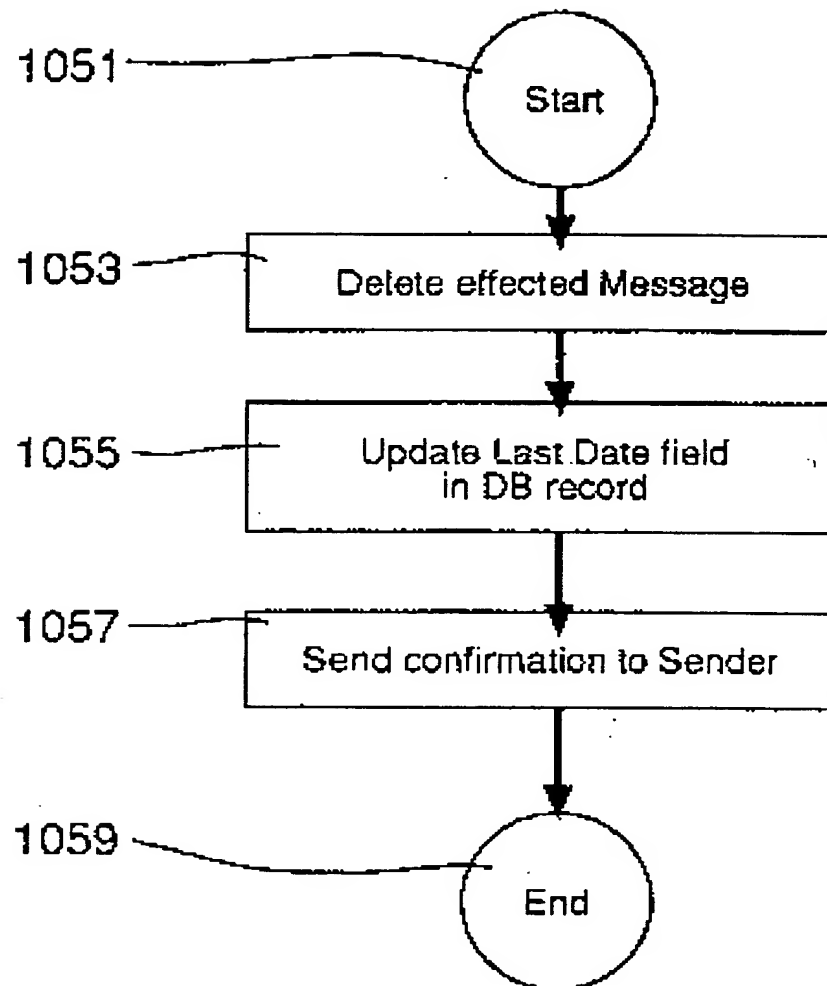 1051
Start
1053
Delete effected Message
1055
Update Last Date field
in DB record
1057
Send confirmation to Sender
1059
End